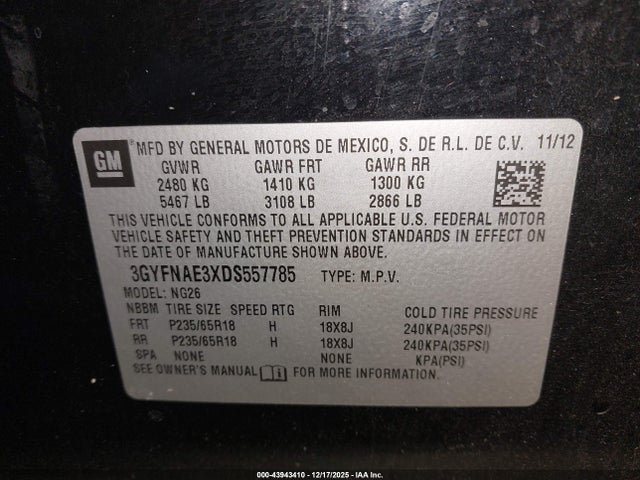 GM ® MFD BY GENERAL MOTORS DE MEXICO, S. DE R.L. DE C.V. 11/12
GVWR GAWR FRT GAWR RR
2480 KG 1410 KG 1300 KG
5467 LB 3108 LB 2866 LB
THIS VEHICLE CONFORMS TO ALL APPLICABLE U.S. FEDERAL MOTOR
VEHICLE SAFETY AND THEFT PREVENTION STANDARDS IN EFFECT ON
THE DATE OF MANUFACTURE SHOWN ABOVE.
3GYFNAE3XDS557785 TYPE: M.P.V.
MODEL: NG26
NBBM TIRE SIZE SPEED RTG RIM COLD TIRE PRESSURE
FRT P235/65R18 H 18X8J 240KPA(35PSI)
RR P235/65R18 H 18X8J 240KPA(35PSI)
SPA NONE NONE KPA(PSI)
SEE OWNER'S MANUAL i FOR MORE INFORMATION.
000-43943410 - 12/17/2025 - IAA Inc.